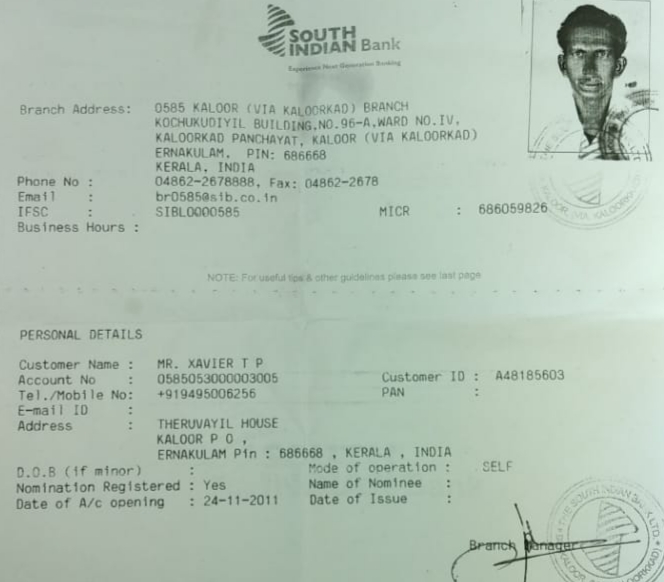 SOUTH
INDIAN Bank
Experience Next Generation Banking
Branch Address: 0585 KALOOR (VIA KALOORKAD) BRANCH
KOCHUKUDIYIL BUILDING,NO.96-A,WARD NO.IV,
KALOORKAD PANCHAYAT, KALOOR (VIA KALOORKAD)
ERNAKULAM, PIN: 686668
KERALA, INDIA
Phone No : 04862-2678888, Fax: 04862-2678
Email : br0585@sib.co.in
IFSC : SIBL0000585 MICR : 686059826
Business Hours :
NOTE: For useful tips & other guidelines please see last page
PERSONAL DETAILS
Customer Name : MR. XAVIER T P
Account No : 0585053000003005 Customer ID : A48185603
Tel./Mobile No: +919495006256 PAN :
E-mail ID :
Address : THERUVAYIL HOUSE
KALOOR P O ,
ERNAKULAM Pin : 686668 , KERALA , INDIA
D.O.B (if minor) : Mode of operation : SELF
Nomination Registered : Yes Name of Nominee :
Date of A/c opening : 24-11-2011 Date of Issue :
THE SOUTH INDIAN BANK LTD.
Branch Manager